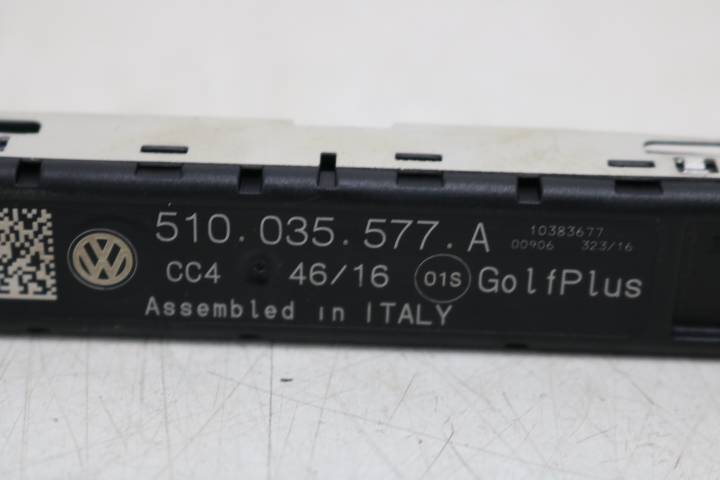 510.035.577.A
10383677
00906 323/16
CC4 46/16 01S GolfPlus
Assembled in ITALY